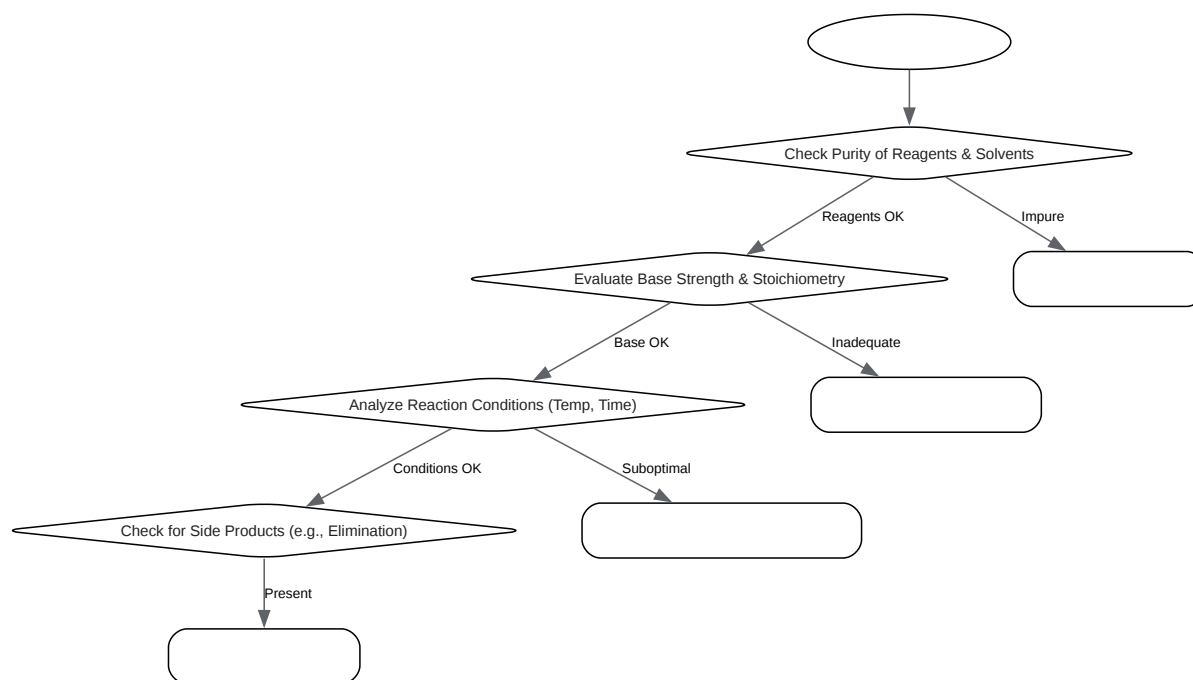 Check Purity of Reagents & Solvents
Reagents OK
Impure
Evaluate Base Strength & Stoichiometry
Base OK
Inadequate
Analyze Reaction Conditions (Temp, Time)
Conditions OK
Suboptimal
Check for Side Products (e.g., Elimination)
Present